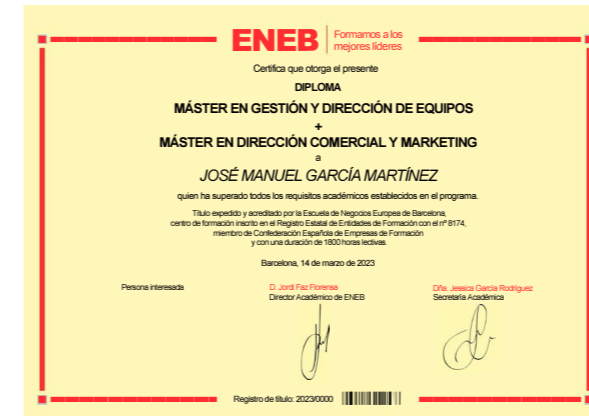 ENEB
Formamos a los
mejores líderes
Certifica que otorga el presente
DIPLOMA
MÁSTER EN GESTIÓN Y DIRECCIÓN DE EQUIPOS
+
MÁSTER EN DIRECCIÓN COMERCIAL Y MARKETING
a
JOSÉ MANUEL GARCÍA MARTÍNEZ
quien ha superado todos los requisitos académicos establecidos en el programa.
Título expedido y acreditado por la Escuela de Negocios Europea de Barcelona,
centro de formación inscrito en el Registro Estatal de Entidades de Formación con el nº 8174,
miembro de Confederación Española de Empresas de Formación
y con una duración de 1800 horas lectivas.
Barcelona, 14 de marzo de 2023
Persona interesada
D. Jordi Faz Florensa
Director Académico de ENEB
Dña. Jessica García Rodríguez
Secretaria Académica
Registro de título: 2023/0000